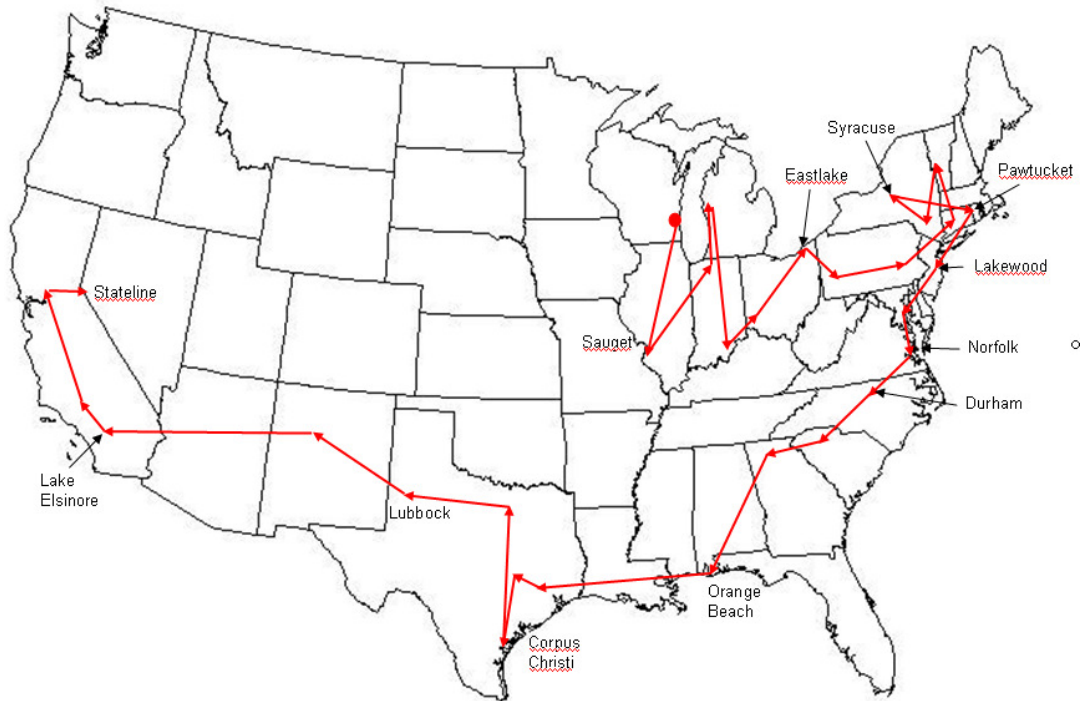 Syracuse
Eastlake
Pawtucket
Lakewood
Stateline
Sauget
Norfolk
Durham
Lake
Elsinore
Lubbock
Orange
Beach
Corpus
Christi